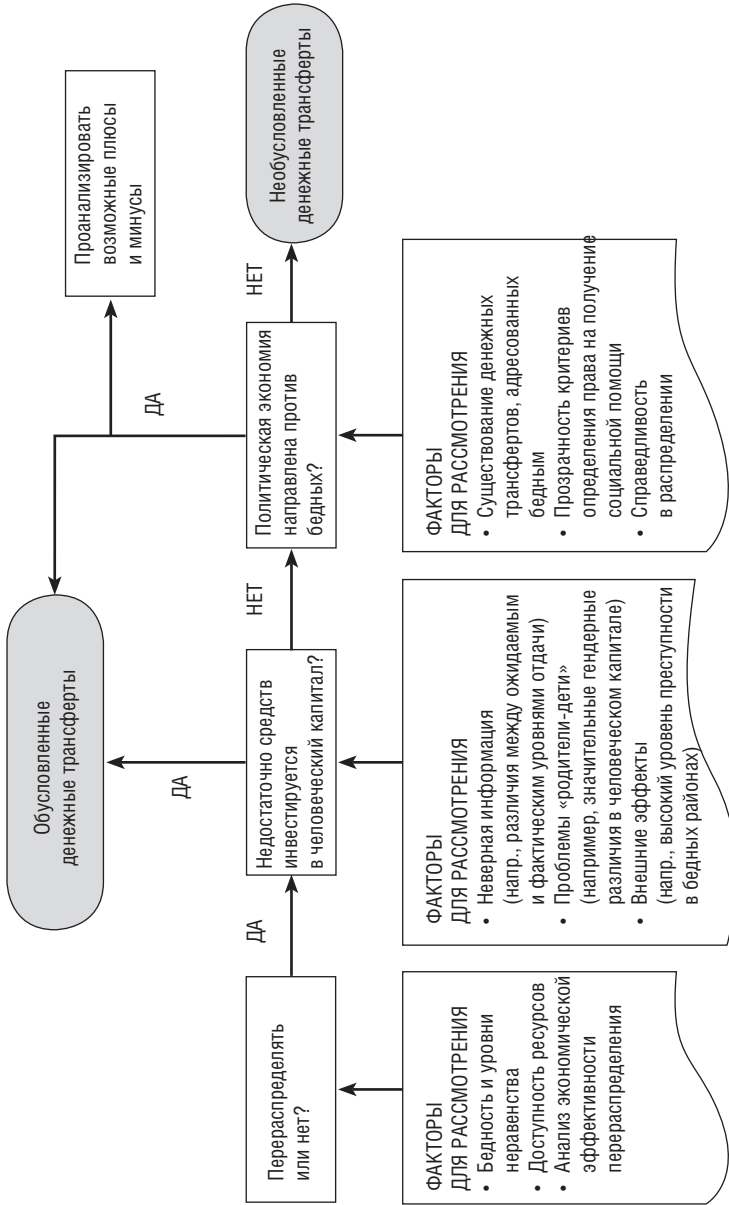 Обусловленные
денежные трансферты
Проанализировать
возможные плюсы
и минусы
ДА
ДА
Перераспределять
или нет?
ДА
Недостаточно средств
инвестируется
в человеческий капитал?
НЕТ
Политическая экономия
направлена против
бедных?
НЕТ
Необусловленные
денежные трансферты
ФАКТОРЫ
ДЛЯ РАССМОТРЕНИЯ
• Бедность и уровни
неравенства
• Доступность ресурсов
• Анализ экономической
эффективности
перераспределения
ФАКТОРЫ
ДЛЯ РАССМОТРЕНИЯ
• Неверная информация
(напр., различия между ожидаемым
и фактическим уровнями отдачи)
• Проблемы «родители-дети»
(например, значительные гендерные
различия в человеческом капитале)
• Внешние эффекты
(напр., высокий уровень преступности
в бедных районах)
ФАКТОРЫ
ДЛЯ РАССМОТРЕНИЯ
• Существование денежных
трансфертов, адресованных
бедным
• Прозрачность критериев
определения права на получение
социальной помощи
• Справедливость
в распределении